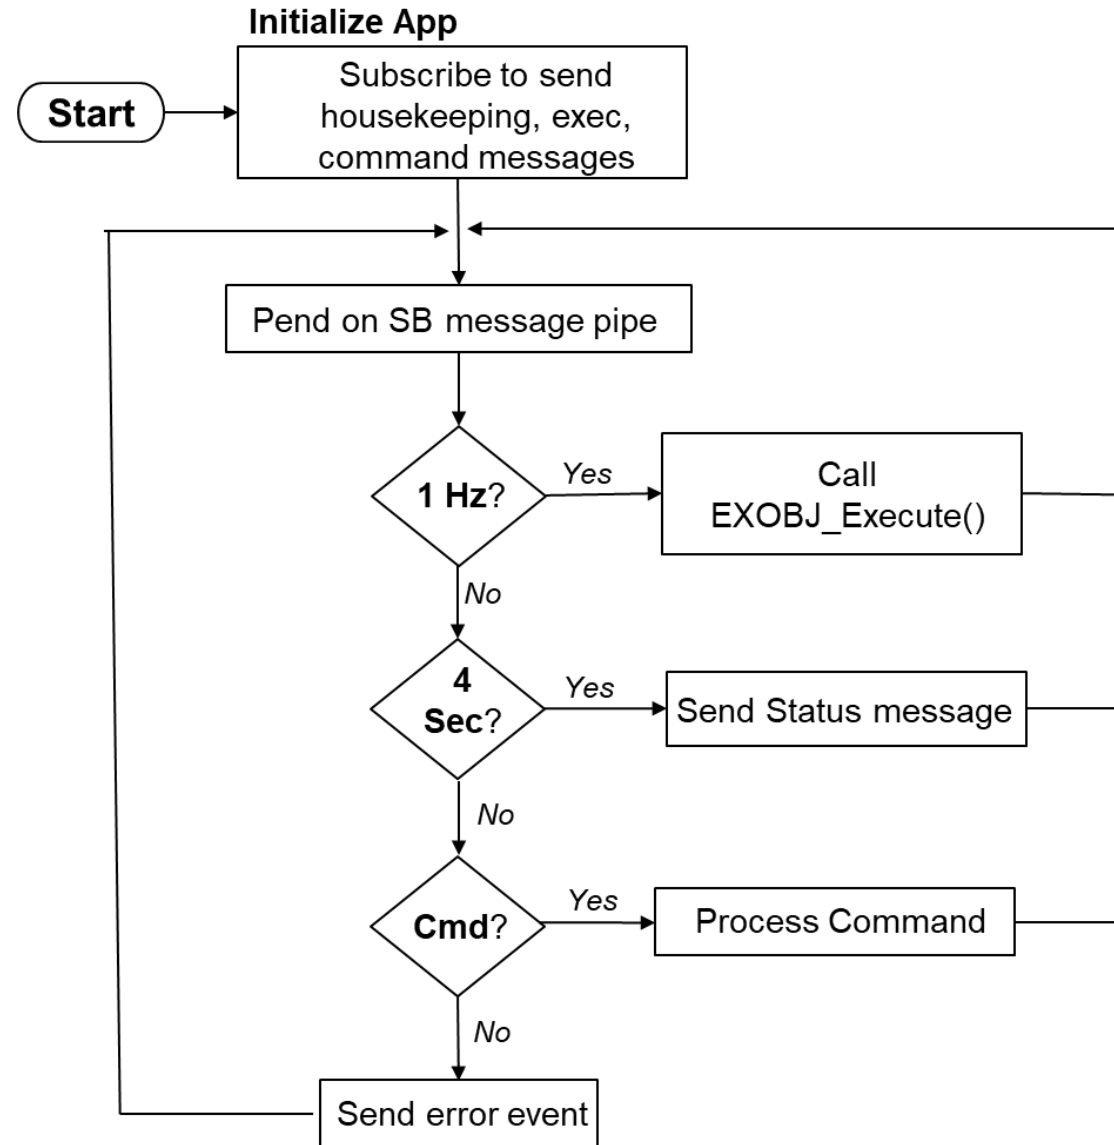 Initialize App
Start
Subscribe to send
housekeeping, exec,
command messages
Pend on SB message pipe
1 Hz?
Yes
Call
EXOBJ_Execute()
No
4
Sec?
Yes
Send Status message
No
Cmd?
Yes
Process Command
No
Send error event